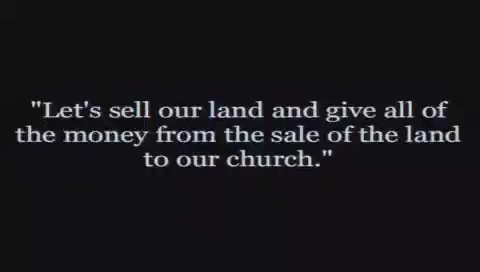 "Let's sell our land and give all of
the money from the sale of the land
to our church."